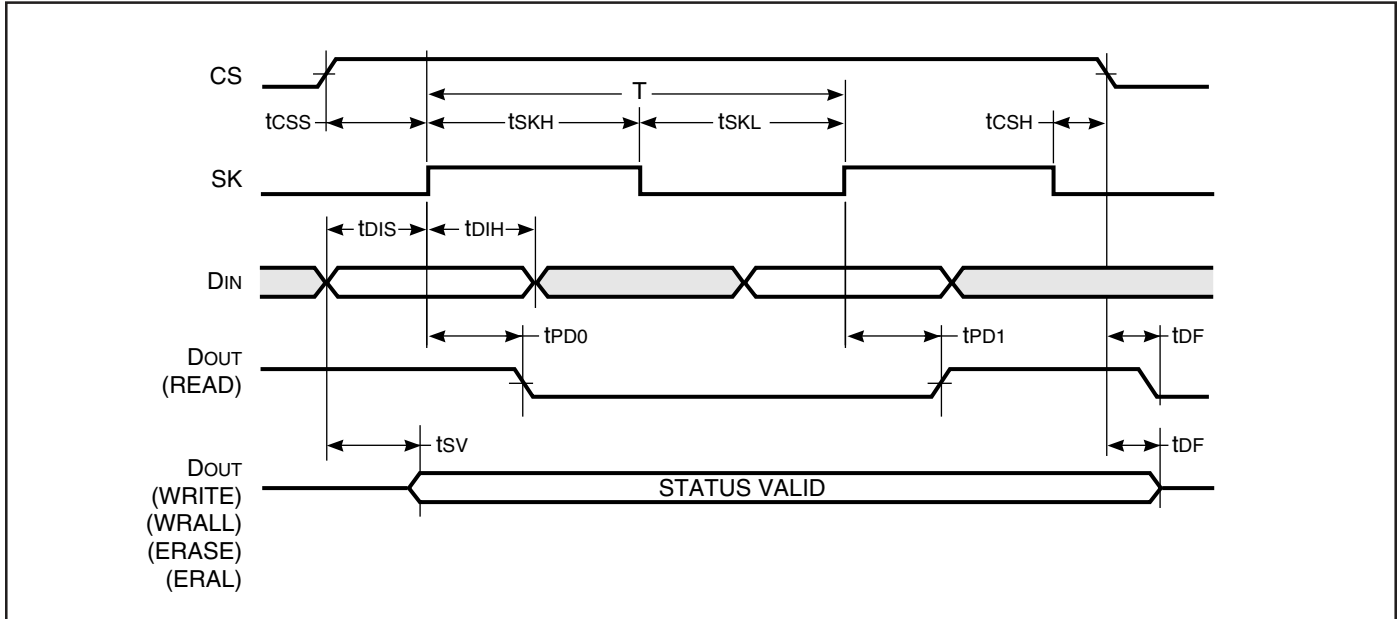 CS
T
tCSS
tSKH
tSKL
tCSH
SK
tDIS
tDIH
DIN
tPD0
tPD1
tDF
DOUT
(READ)
tSV
tDF
DOUT
(WRITE)
STATUS VALID
(WRALL)
(ERASE)
(ERAL)